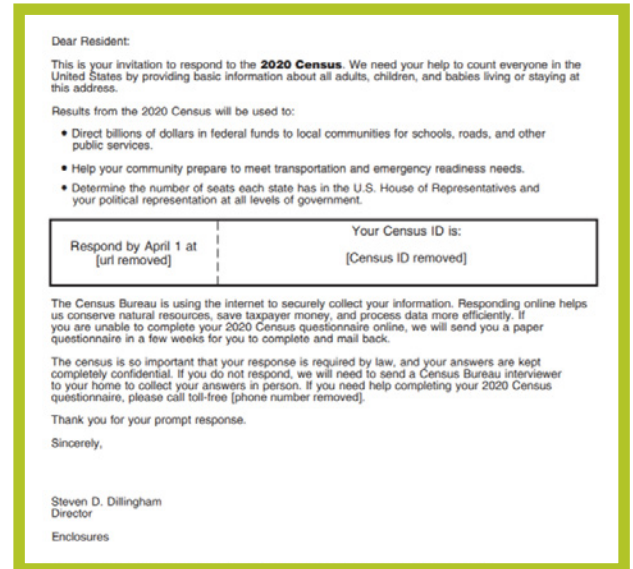 Dear Resident:
This is your invitation to respond to the 2020 Census. We need your help to count everyone in the
United States by providing basic information about all adults, children, and babies living or staying at
this address.
Results from the 2020 Census will be used to:
• Direct billions of dollars in federal funds to local communities for schools, roads, and other
public services.
• Help your community prepare to meet transportation and emergency readiness needs.
• Determine the number of seats each state has in the U.S. House of Representatives and
your political representation at all levels of government.
Respond by April 1 at
[url removed]
Your Census ID is:
[Census ID removed]
The Census Bureau is using the internet to securely collect your information. Responding online helps
us conserve natural resources, save taxpayer money, and process data more efficiently. If
you are unable to complete your 2020 Census questionnaire online, we will send you a paper
questionnaire in a few weeks for you to complete and mail back.
The census is so important that your response is required by law, and your answers are kept
completely confidential. If you do not respond, we will need to send a Census Bureau interviewer
to your home to collect your answers in person. If you need help completing your 2020 Census
questionnaire, please call toll-free [phone number removed].
Thank you for your prompt response.
Sincerely,
Steven D. Dillingham
Director
Enclosures